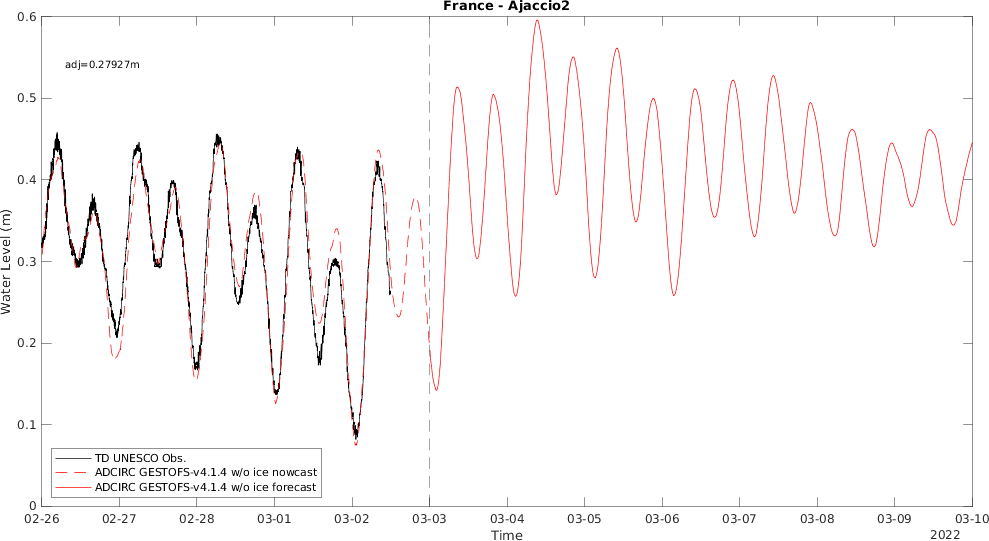 France - Ajaccio2
adj=0.27927m
0.6
0.5
0.4
0.3
0.2
0.1
0
Water Level (m)
TD UNESCO Obs.
ADCIRC GESTOFS-v4.1.4 w/o ice nowcast
ADCIRC GESTOFS-v4.1.4 w/o ice forecast
02-26 02-27 02-28 03-01 03-02 03-03 03-04 03-05 03-06 03-07 03-08 03-09 03-10
Time
2022